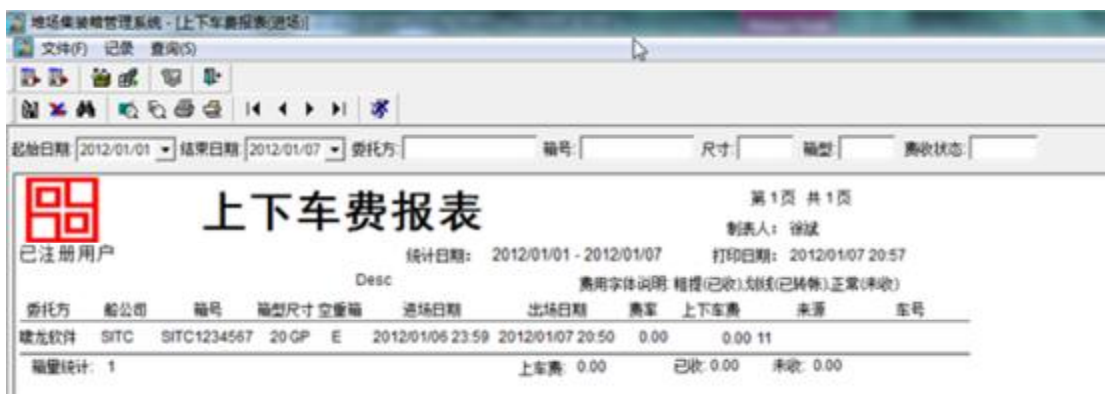 堆场集装箱管理系统 - [上下车费报表(进场)]
文件(F) 记录 查询(S)
起始日期: 2012/01/01 结束日期: 2012/01/07 委托方: 箱号: 尺寸: 箱型: 费收状态:
上下车费报表
第1页 共1页
制表人: 徐斌
已注册用户 统计日期: 2012/01/01 - 2012/01/07 打印日期: 2012/01/07 20:57
Desc 费用字体说明: 粗提(已收),划线(已转帐),正常(未收)
委托方 船公司 箱号 箱型尺寸 空重箱 进场日期 出场日期 费率 上下车费 来源 车号
龙软件 SITC SITC1234567 20 GP E 2012/01/06 23:59 2012/01/07 20:50 0.00 0.00 11
箱量统计: 1 上车费: 0.00 已收: 0.00 未收: 0.00